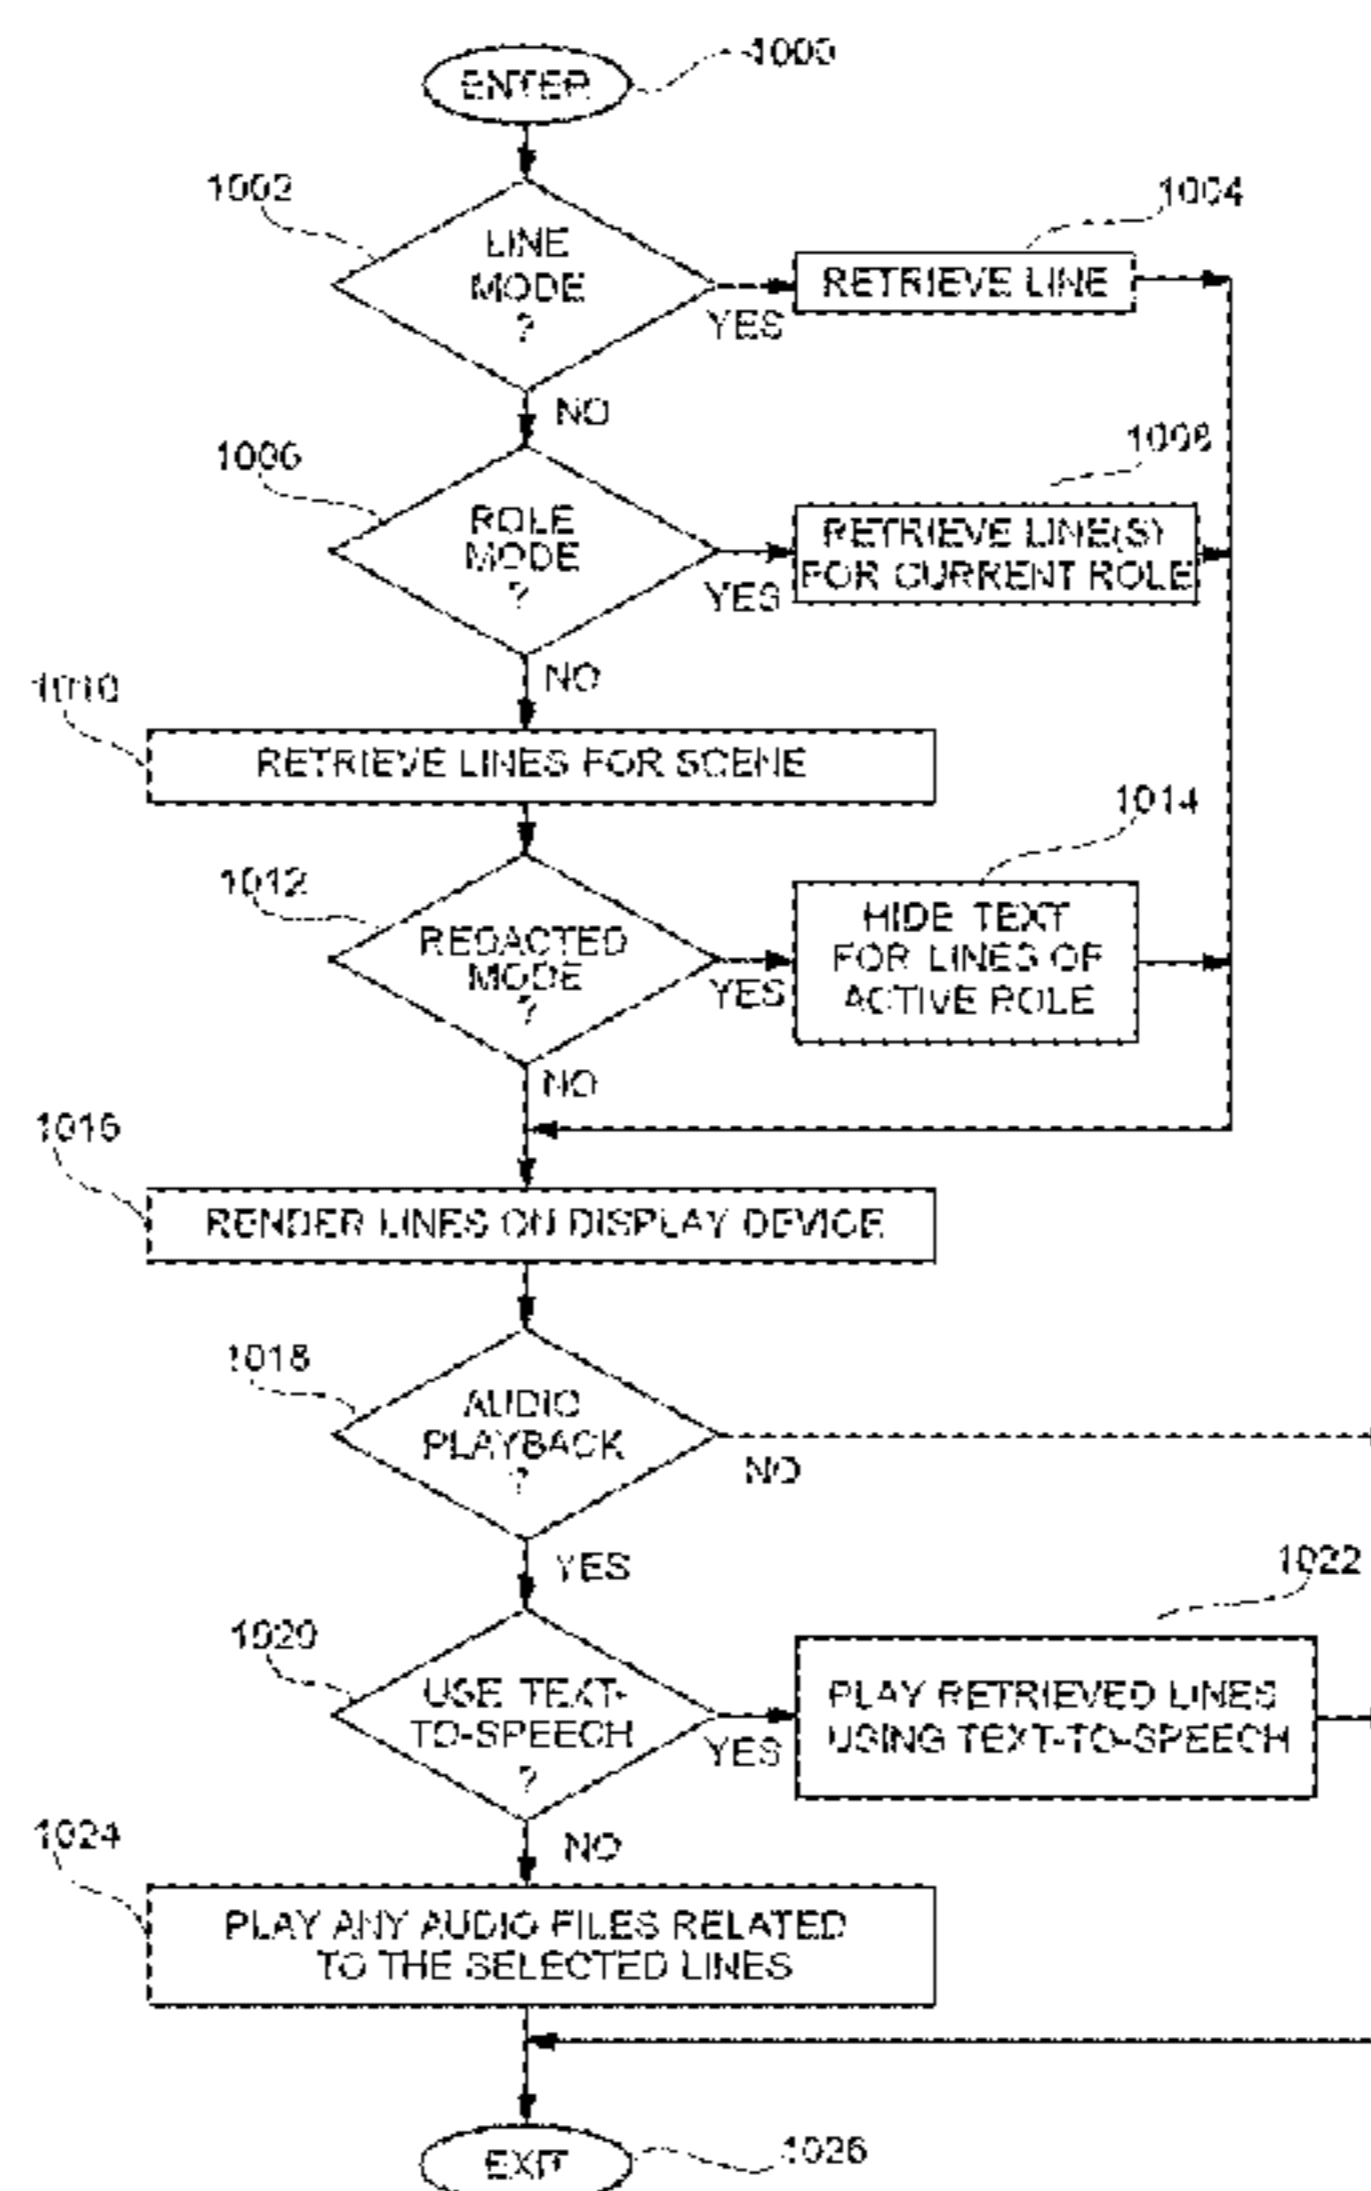 1000
ENTER
1002
LINE
MODE
?
YES
1004
RETRIEVE LINE
NO
1006
ROLE
MODE
?
YES
1008
RETRIEVE LINE(S)
FOR CURRENT ROLE
NO
1010
RETRIEVE LINES FOR SCENE
1012
REDACTED
MODE
?
YES
1014
HIDE TEXT
FOR LINES OF
ACTIVE ROLE
NO
1016
RENDER LINES ON DISPLAY DEVICE
1018
AUDIO
PLAYBACK
?
NO
YES
1020
USE TEXT-
TO-SPEECH
?
YES
1022
PLAY RETRIEVED LINES
USING TEXT-TO-SPEECH
NO
1024
PLAY ANY AUDIO FILES RELATED
TO THE SELECTED LINES
EXIT
1026